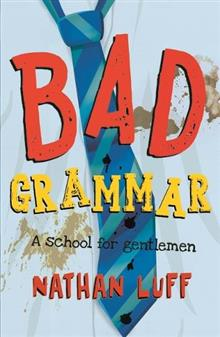 BAD
GRAMMAR
A school for gentlemen
NATHAN LUFF